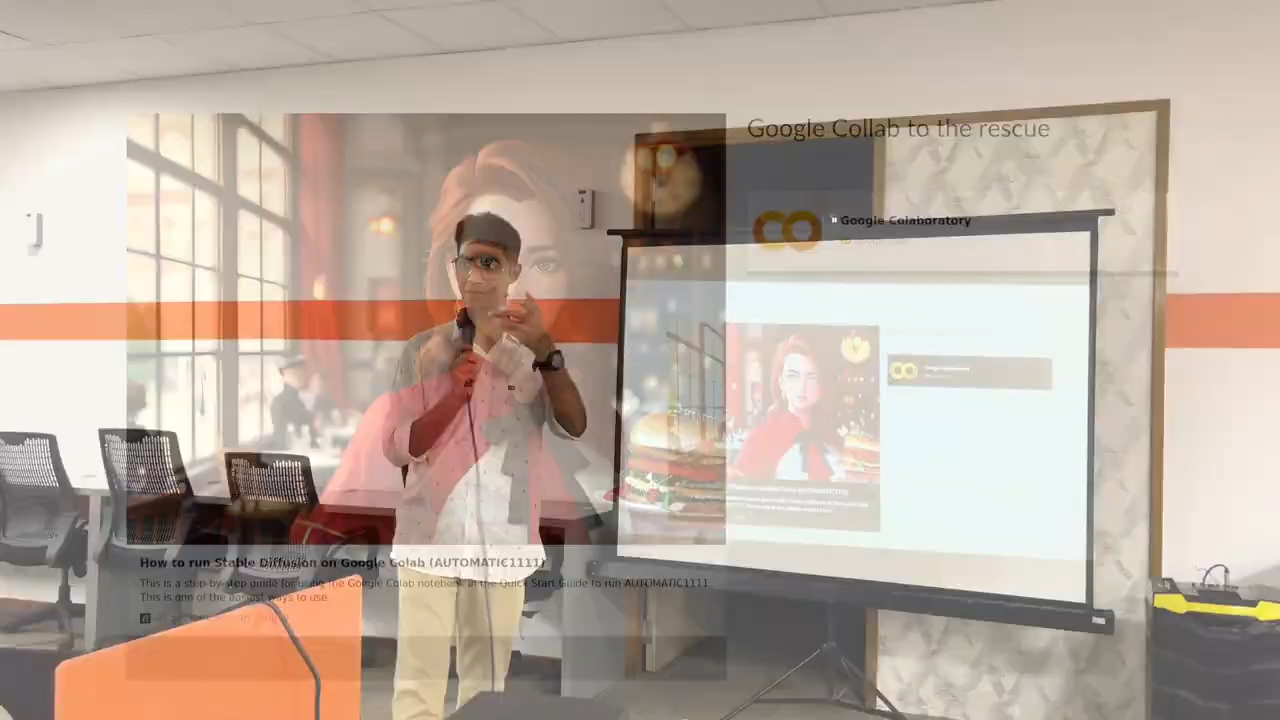 Google Collab to the rescue
Google Colaboratory
How to run Stable Diffusion on Google Colab (AUTOMATIC1111)
This is a step-by-step guide for using the Google Colab notebook in the Quick Start Guide to run AUTOMATIC1111.
This is one of the easiest ways to use